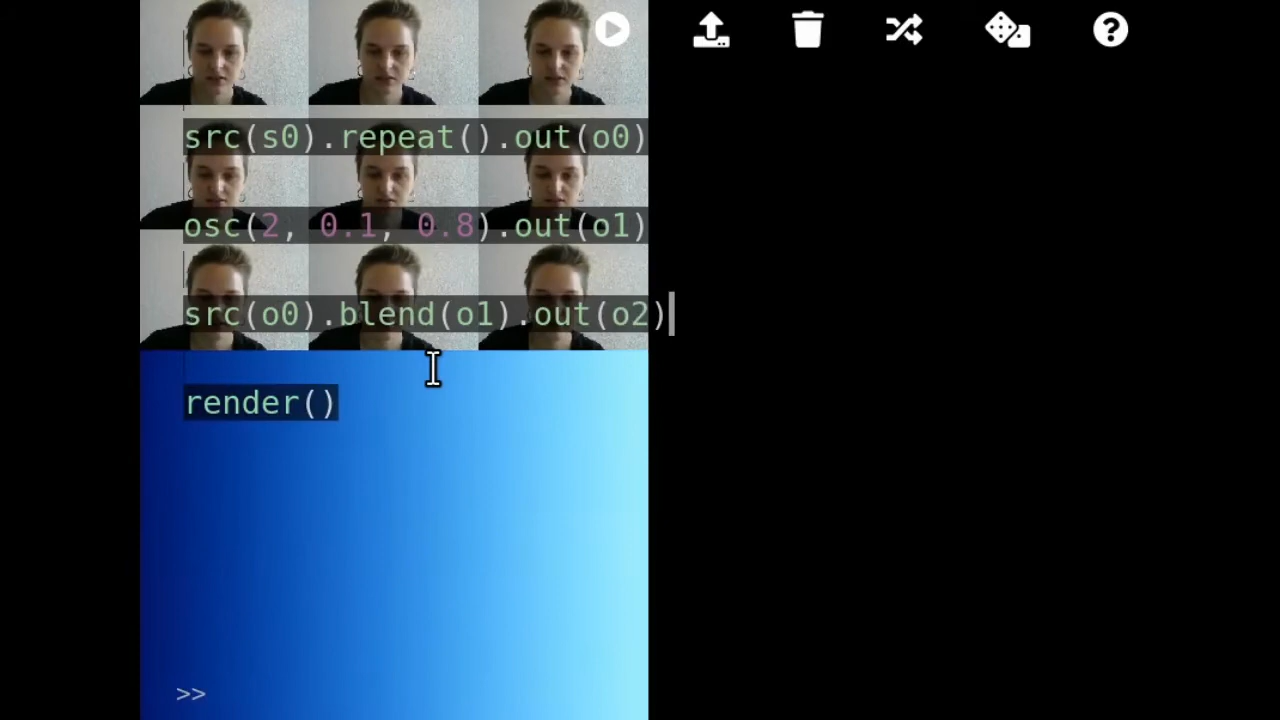 src(s0).repeat().out(o0)
osc(2, 0.1, 0.8).out(o1)
src(o0).blend(o1).out(o2)
render()
>>